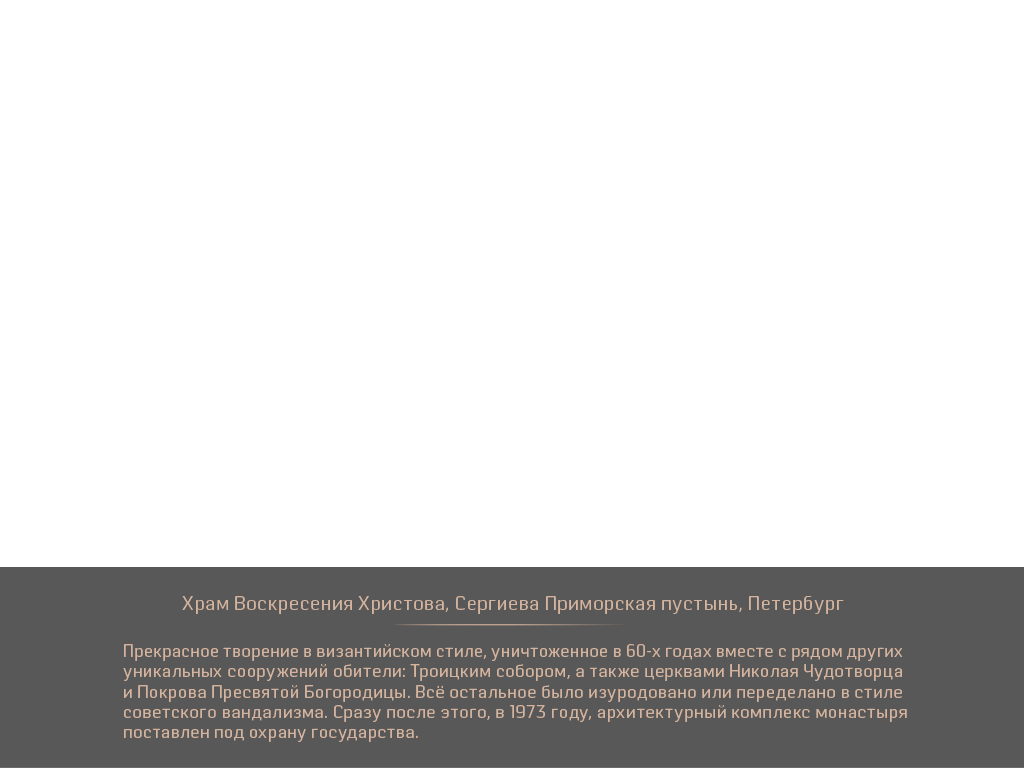 Храм Воскресения Христова, Сергиева Приморская пустынь, Петербург
Прекрасное творение в византийском стиле, уничтоженное в 60-х годах вместе с рядом других
уникальных сооружений обители: Троицким собором, а также церквами Николая Чудотворца
и Покрова Пресвятой Богородицы. Всё остальное было изуродовано или переделано в стиле
советского вандализма. Сразу после этого, в 1973 году, архитектурный комплекс монастыря
поставлен под охрану государства.